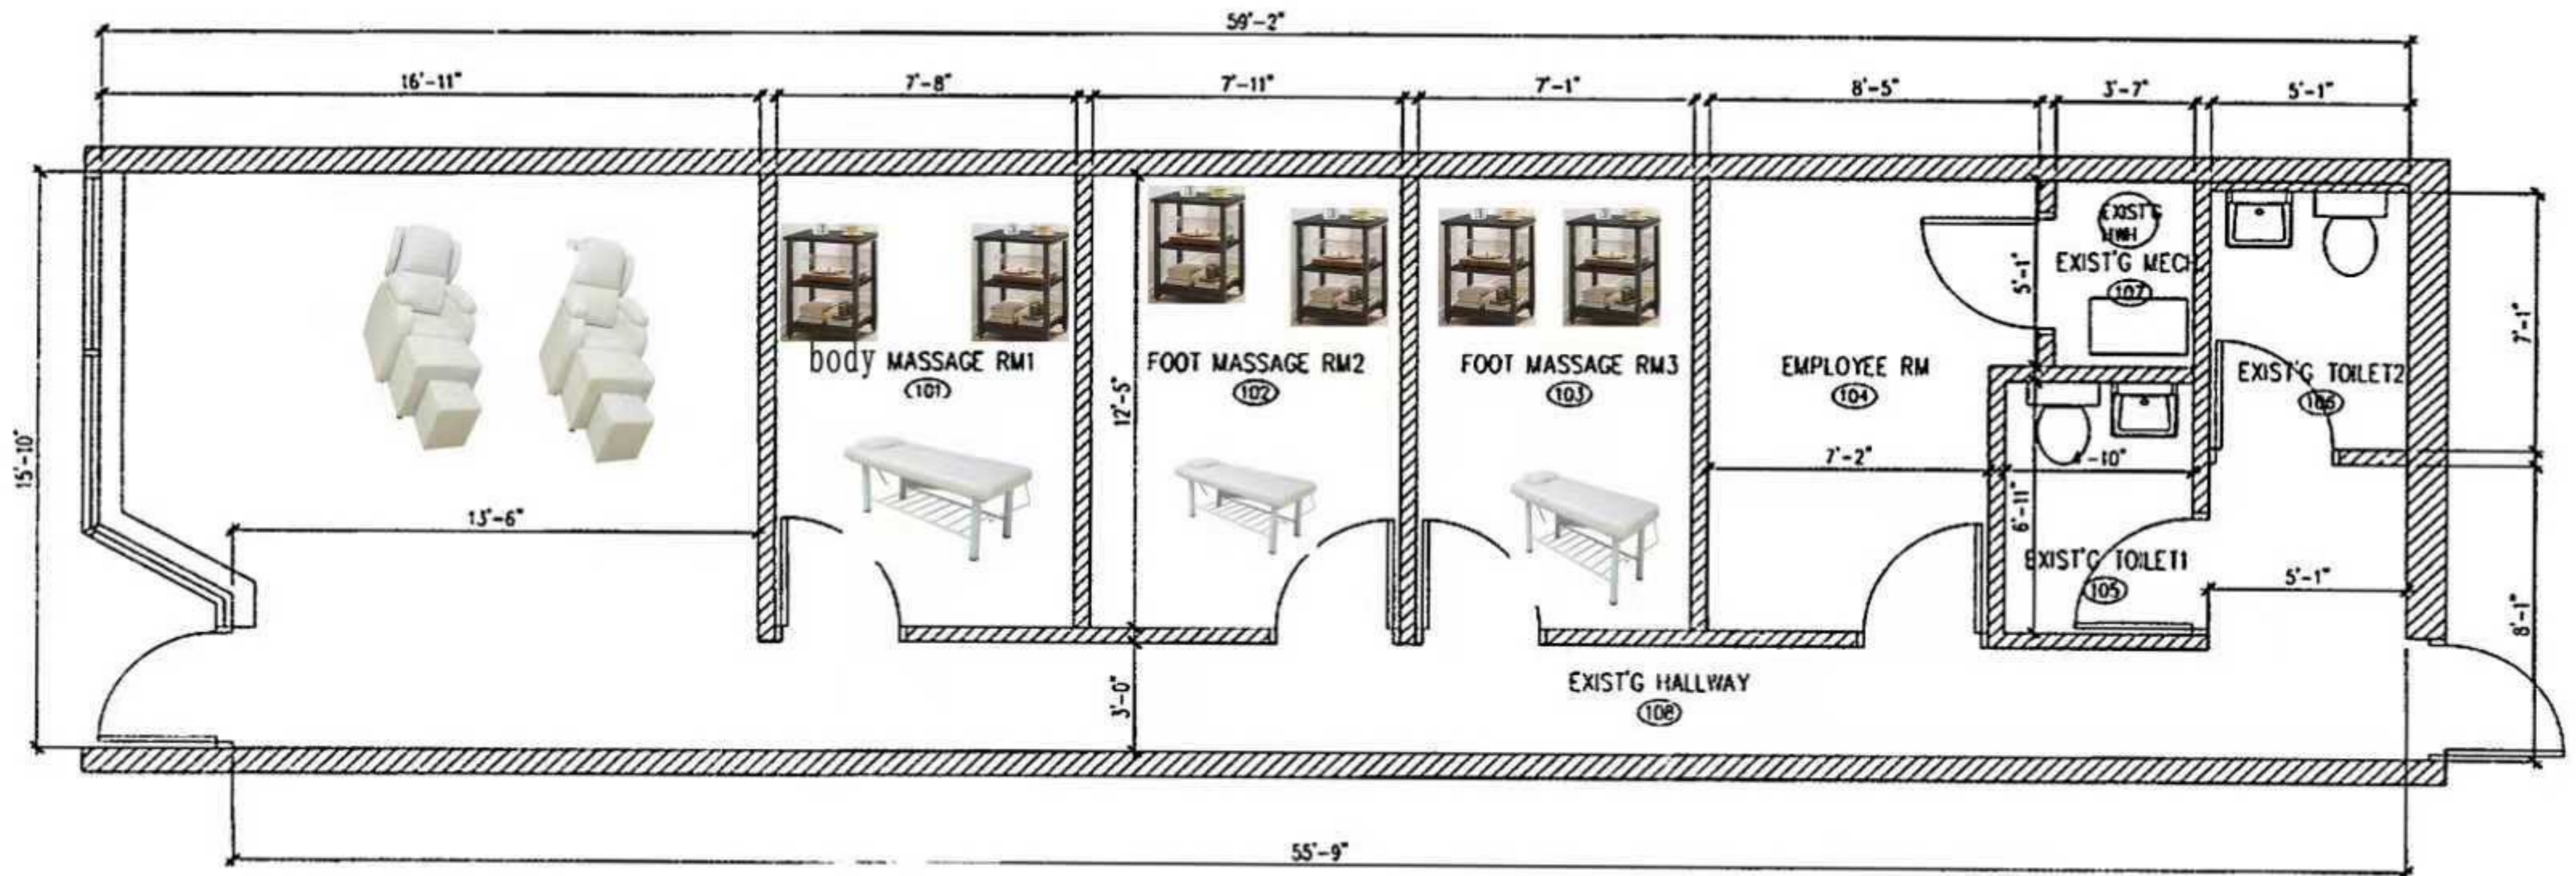 59'-2"
16'-11"
7'-8"
7'-11"
7'-1"
8'-5"
3'-7"
5'-1"
EXIST'G
HWH
EXIST'G MECH
107
5'-1"
7'-1"
body MASSAGE RM1
101
FOOT MASSAGE RM2
102
FOOT MASSAGE RM3
103
EMPLOYEE RM
104
EXIST'G TOILET2
106
12'-5"
15'-10"
7'-2"
-10"
13'-6"
6'-11"
EXIST'G TOILET1
105
5'-1"
8'-1"
3'-0"
EXIST'G HALLWAY
108
55'-9"